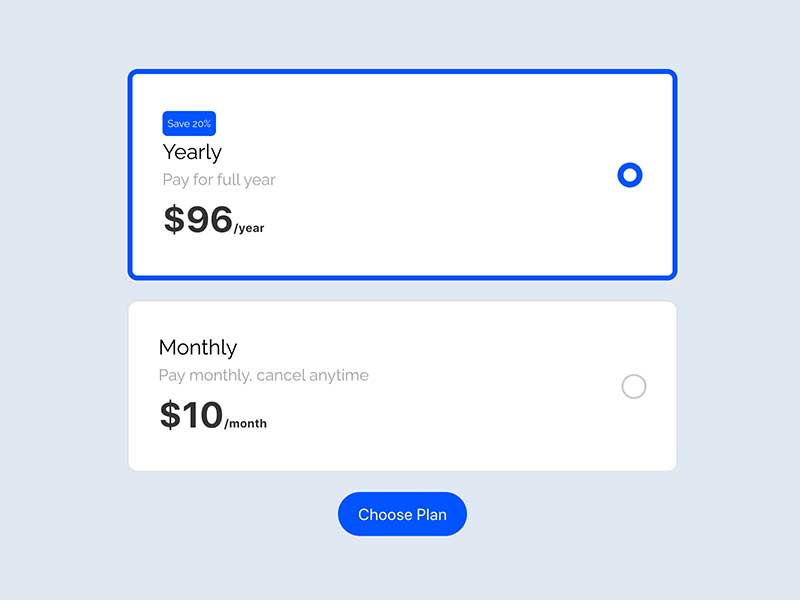 Save 20%
Yearly
Pay for full year
$96/year
Monthly
Pay monthly, cancel anytime
$10/month
Choose Plan